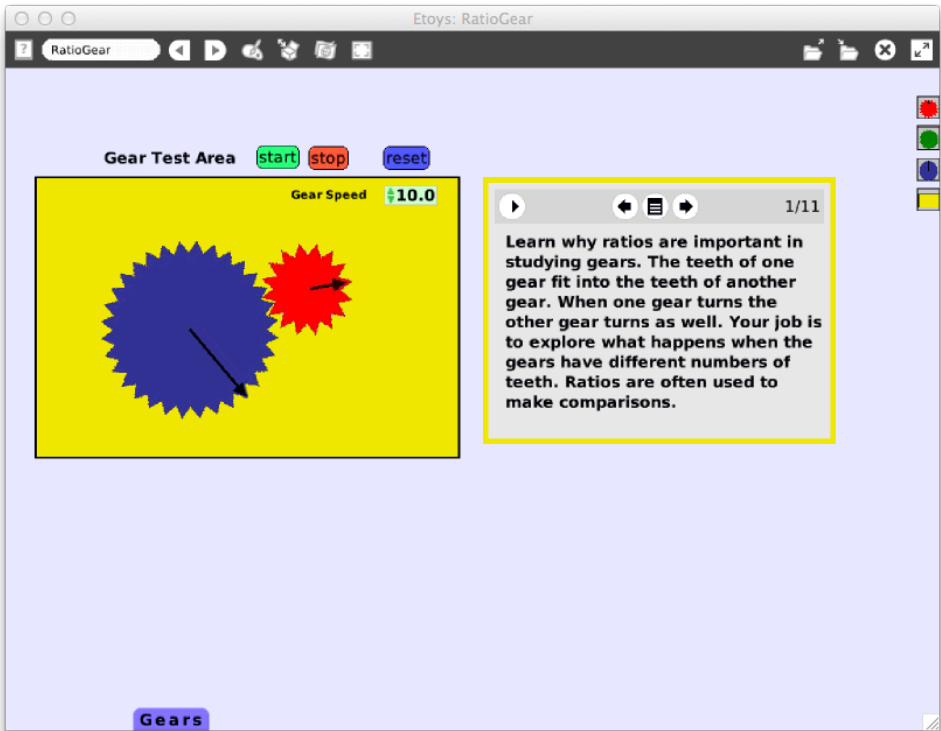 Etoys: RatioGear
? RatioGear
Gear Test Area start stop reset
Gear Speed 10.0
1/11
Learn why ratios are important in
studying gears. The teeth of one
gear fit into the teeth of another
gear. When one gear turns the
other gear turns as well. Your job is
to explore what happens when the
gears have different numbers of
teeth. Ratios are often used to
make comparisons.
Gears